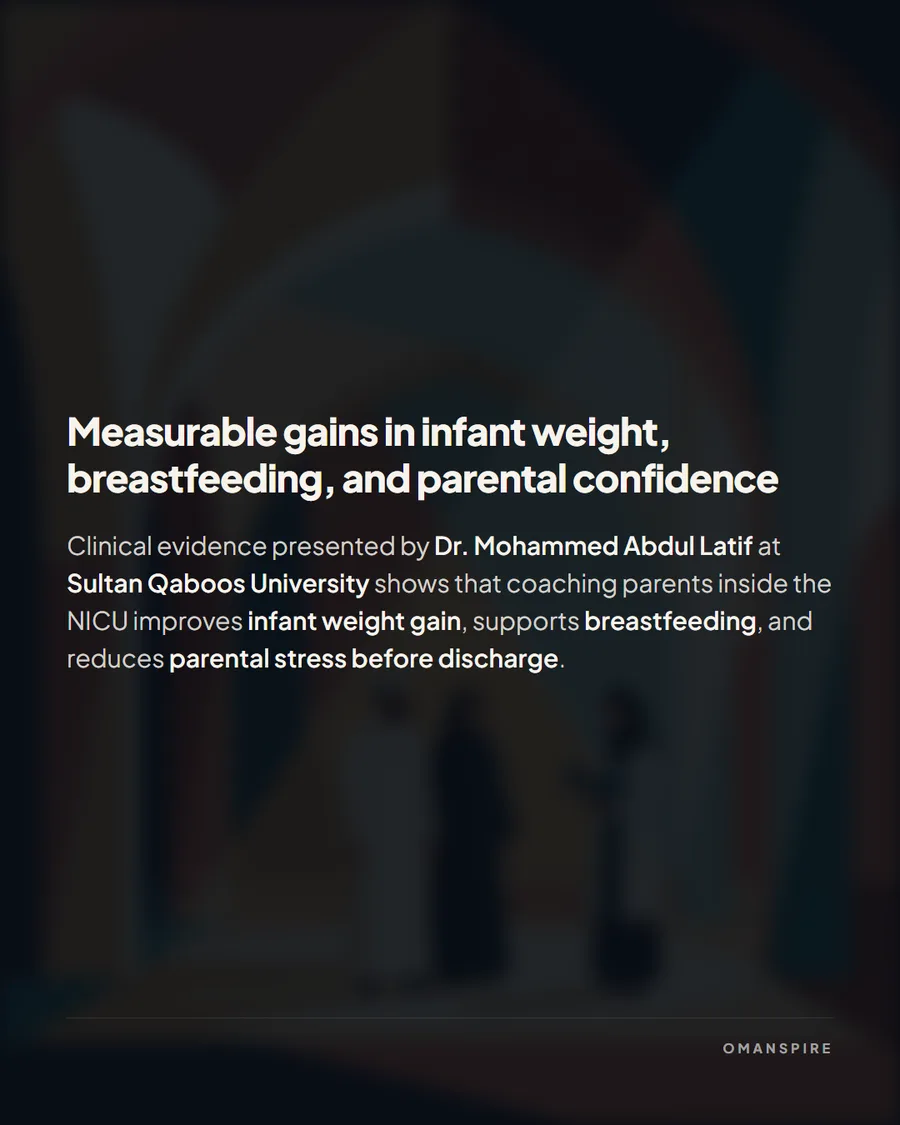 Measurable gains in infant weight,
breastfeeding, and parental confidence
Clinical evidence presented by Dr. Mohammed Abdul Latif at
Sultan Qaboos University shows that coaching parents inside the
NICU improves infant weight gain, supports breastfeeding, and
reduces parental stress before discharge.
OMANSPIRE